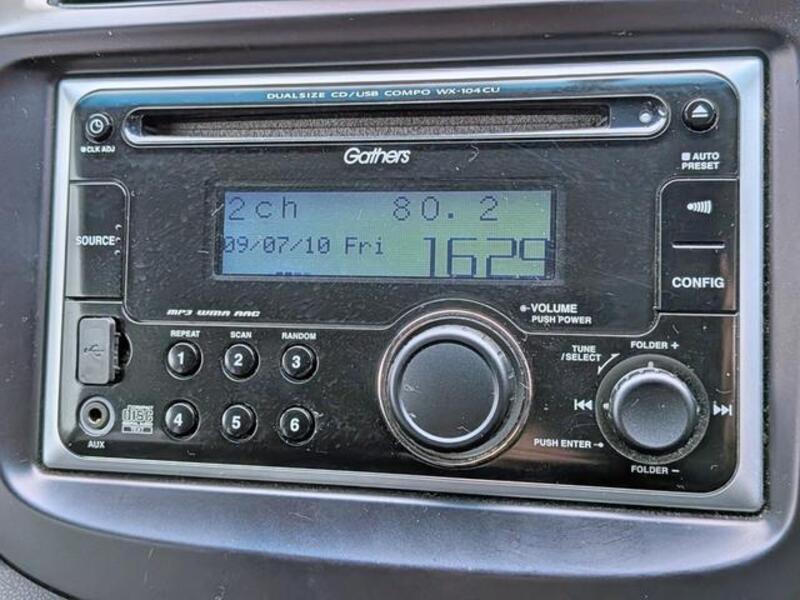 DUALSIZE CD/USB COMPO WX-104CU
CLK ADJ
Gathers
AUTO
PRESET
2ch 80.2
09/07/10 Fri 1629
SOURCE
CONFIG
MP3 WMA AAC
VOLUME
PUSH POWER
REPEAT SCAN RANDOM
1 2 3
4 5 6
AUX
disc
TEXT
TUNE
/SELECT
FOLDER +
PUSH ENTER
FOLDER −